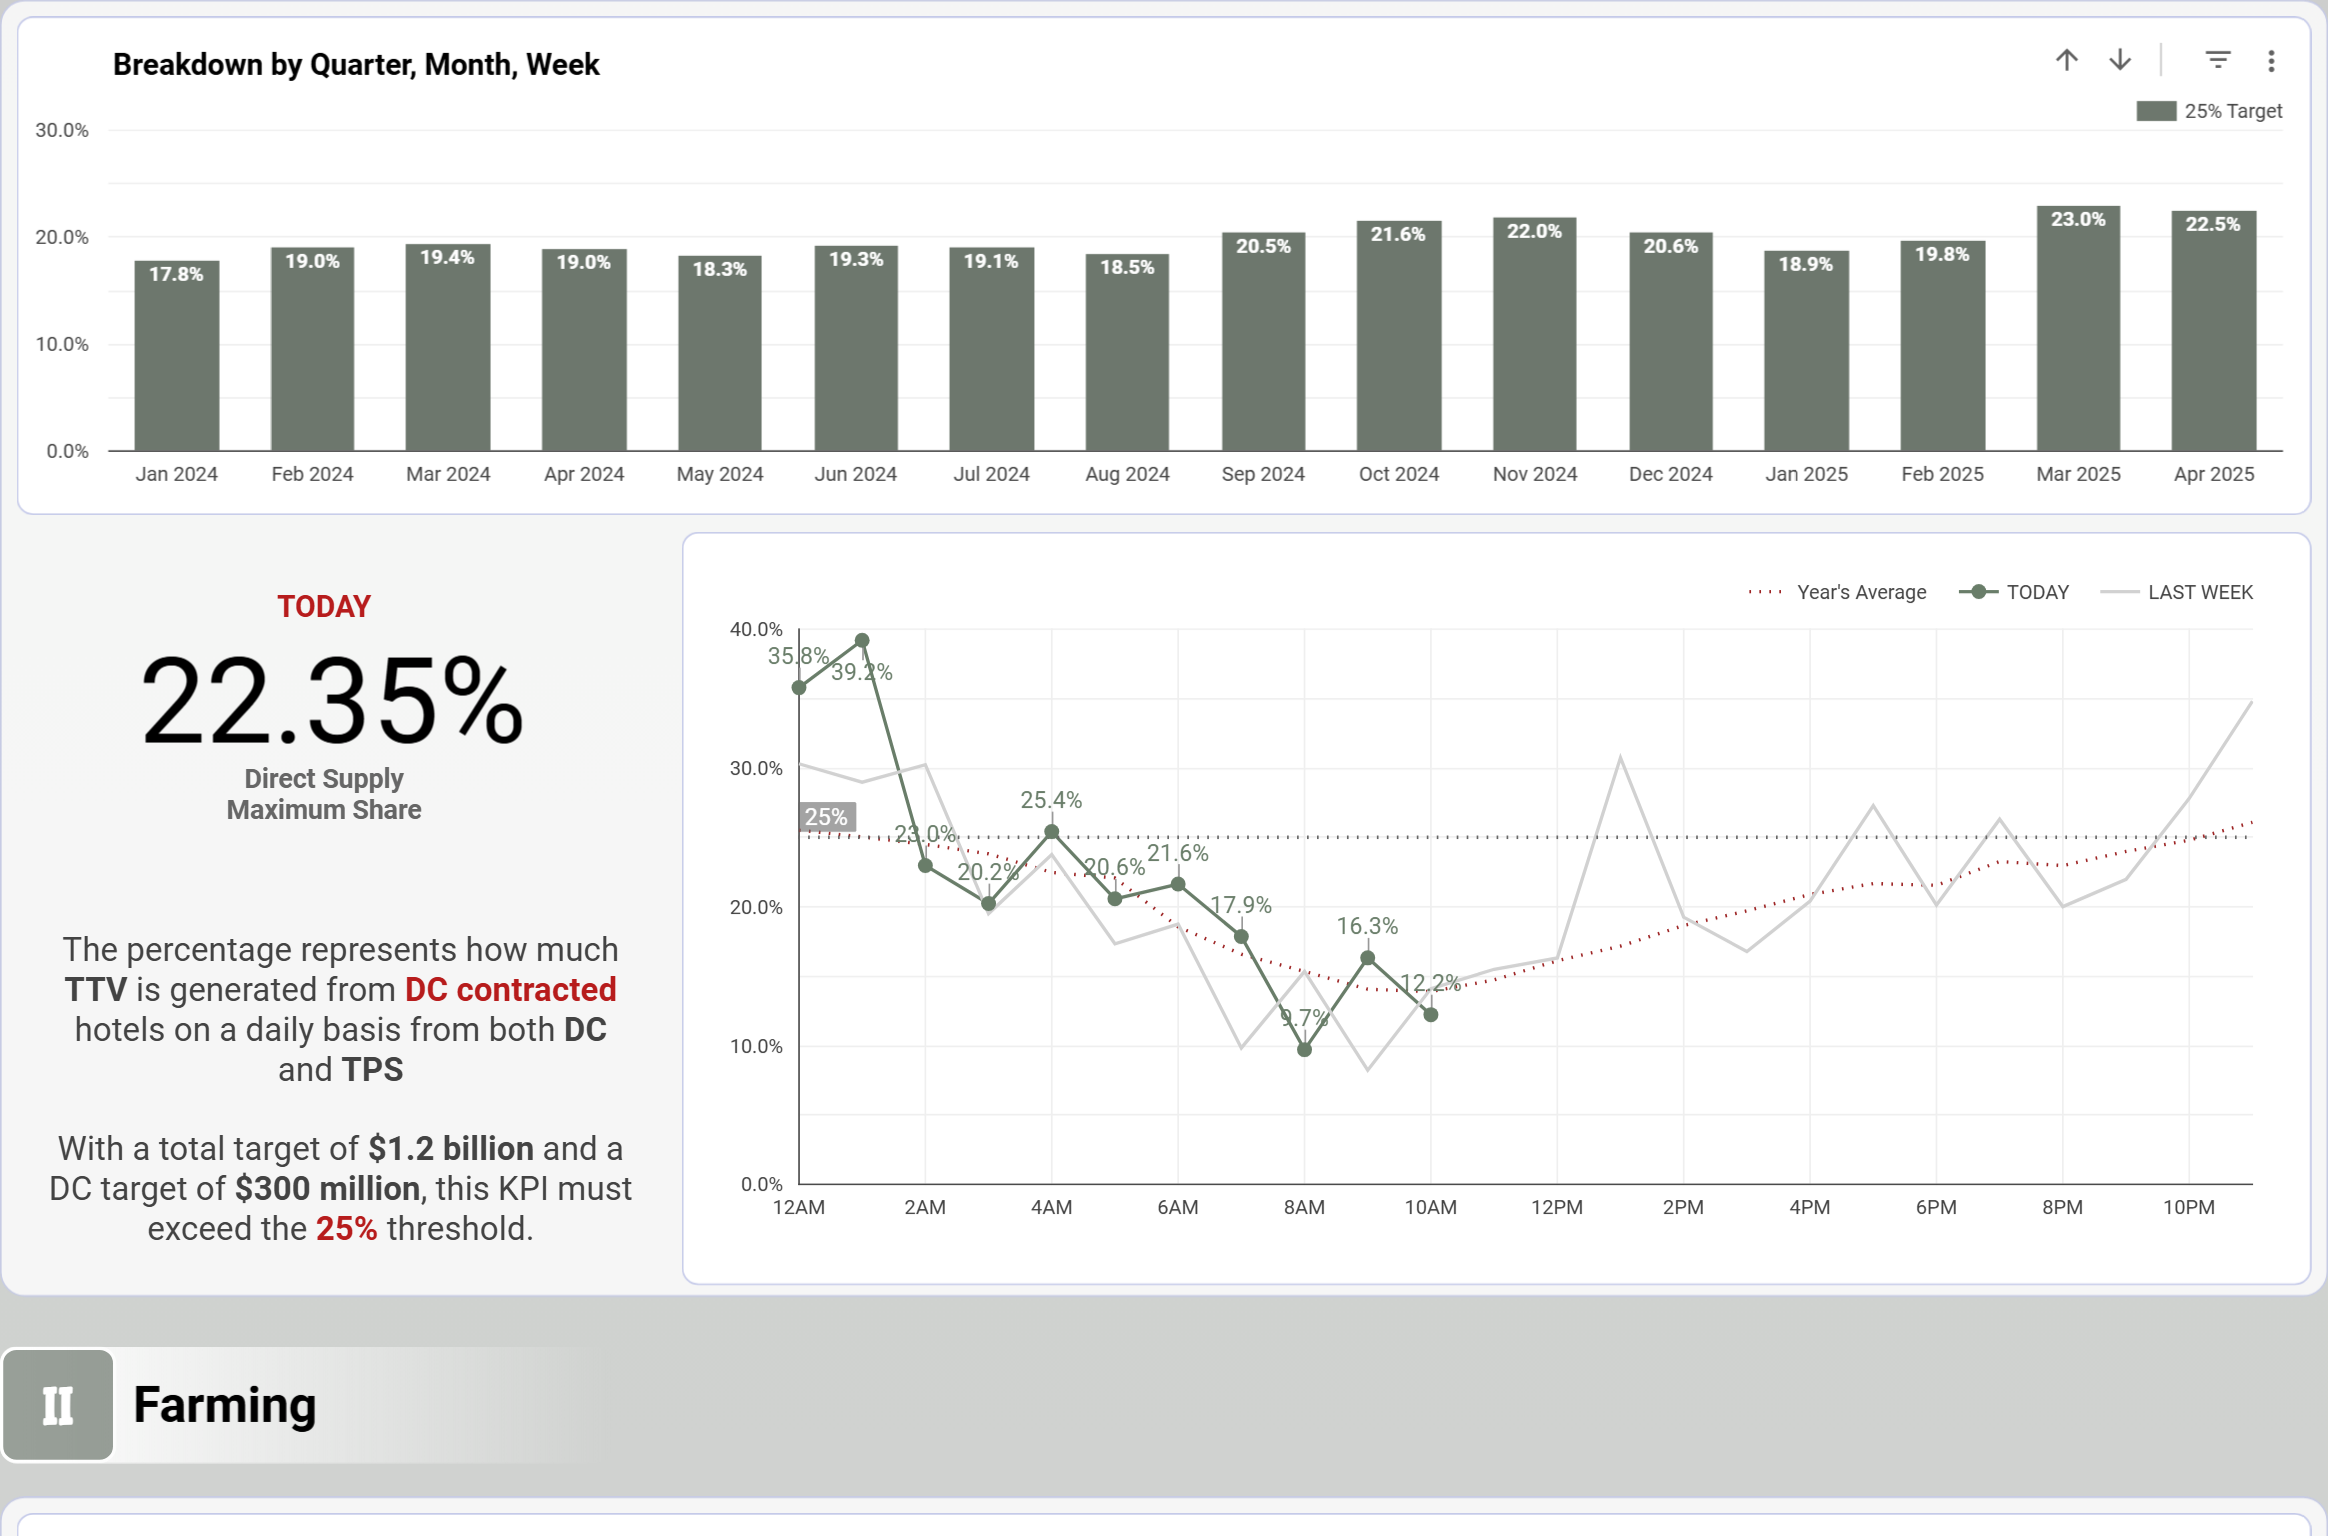 Breakdown by Quarter, Month, Week
25% Target
30.0%
20.0%
10.0%
0.0%
17.8%
19.0%
19.4%
19.0%
18.3%
19.3%
19.1%
18.5%
20.5%
21.6%
22.0%
20.6%
18.9%
19.8%
23.0%
22.5%
Jan 2024
Feb 2024
Mar 2024
Apr 2024
May 2024
Jun 2024
Jul 2024
Aug 2024
Sep 2024
Oct 2024
Nov 2024
Dec 2024
Jan 2025
Feb 2025
Mar 2025
Apr 2025
TODAY
22.35%
Direct Supply
Maximum Share
The percentage represents how much
TTV is generated from DC contracted
hotels on a daily basis from both DC
and TPS
With a total target of $1.2 billion and a
DC target of $300 million, this KPI must
exceed the 25% threshold.
Year's Average
TODAY
LAST WEEK
40.0%
30.0%
20.0%
10.0%
0.0%
25%
35.8%
39.2%
23.0%
20.2%
25.4%
20.6%
21.6%
17.9%
9.7%
16.3%
12.2%
12AM
2AM
4AM
6AM
8AM
10AM
12PM
2PM
4PM
6PM
8PM
10PM
II
Farming